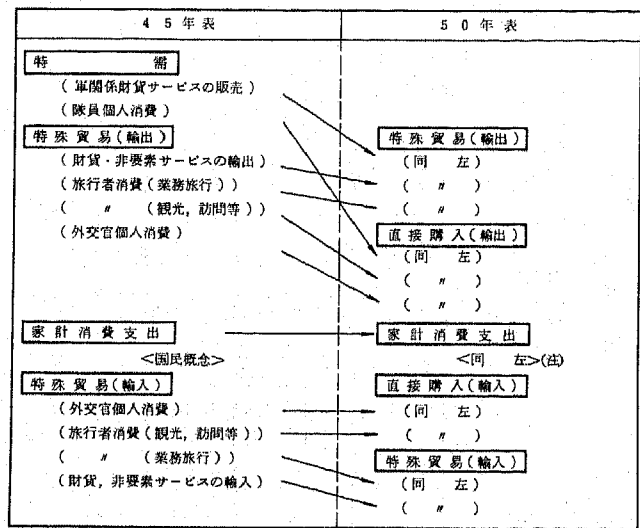 ４５年表
５０年表
特需
（軍関係財貨サービスの販売）
（隊員個人消費）
特殊貿易（輸出）
（財貨・非要素サービスの輸出）
（旅行者消費（業務旅行））
（　〃　（観光，訪問等））
（外交官個人消費）
特殊貿易（輸出）
（同　左）
（　〃　）
（　〃　）
直接購入（輸出）
（同　左）
（　〃　）
（　〃　）
家計消費支出
＜国民概念＞
家計消費支出
＜同　左＞（注）
特殊貿易（輸入）
（外交官個人消費）
（旅行者消費（観光，訪問等））
（　〃　（業務旅行））
（財貨，非要素サービスの輸入）
直接購入（輸入）
（同　左）
（　〃　）
特殊貿易（輸入）
（同　左）
（　〃　）